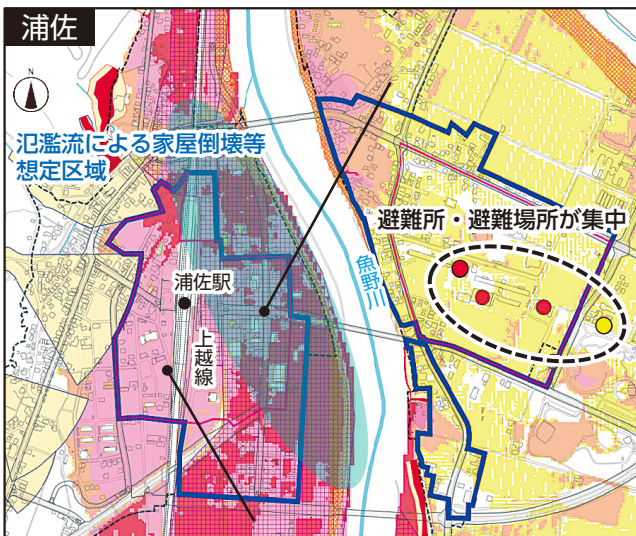 浦佐
N
氾濫流による家屋倒壊等
想定区域
避難所・避難場所が集中
魚野川
浦佐駅
上越線